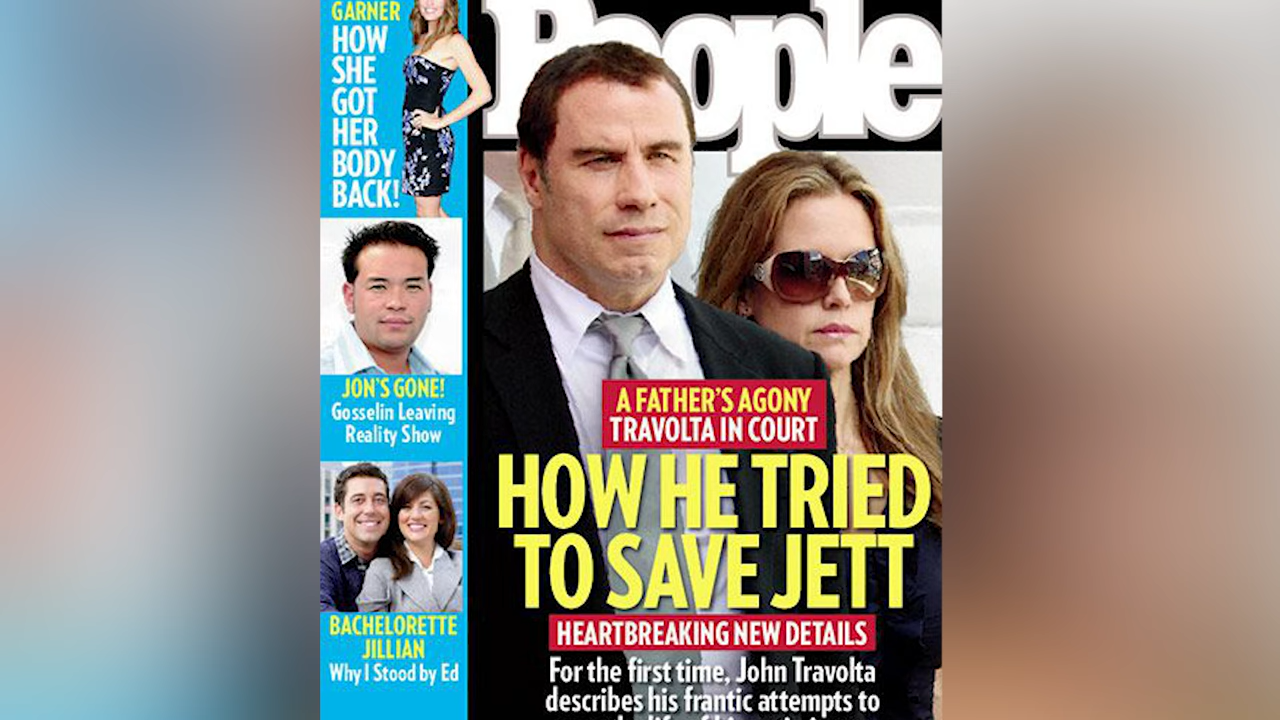 People
GARNER
HOW
SHE
GOT
HER
BODY
BACK!
JON'S GONE!
Gosselin Leaving
Reality Show
BACHELORETTE
JILLIAN
Why I Stood by Ed
A FATHER'S AGONY
TRAVOLTA IN COURT
HOW HE TRIED
TO SAVE JETT
HEARTBREAKING NEW DETAILS
For the first time, John Travolta
describes his frantic attempts to